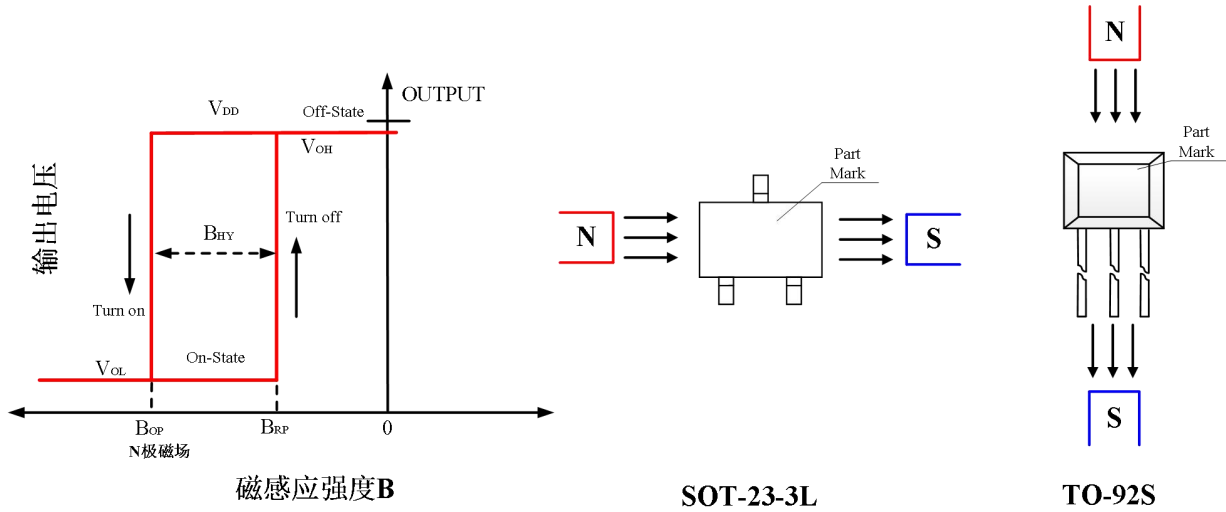 OUTPUT
VDD
Off-State
VOH
输出电压
Turn off
BHY
Turn on
VOL
On-State
BOP
BRP
0
N极磁场
磁感应强度B
Part
Mark
N
S
SOT-23-3L
N
Part
Mark
S
TO-92S